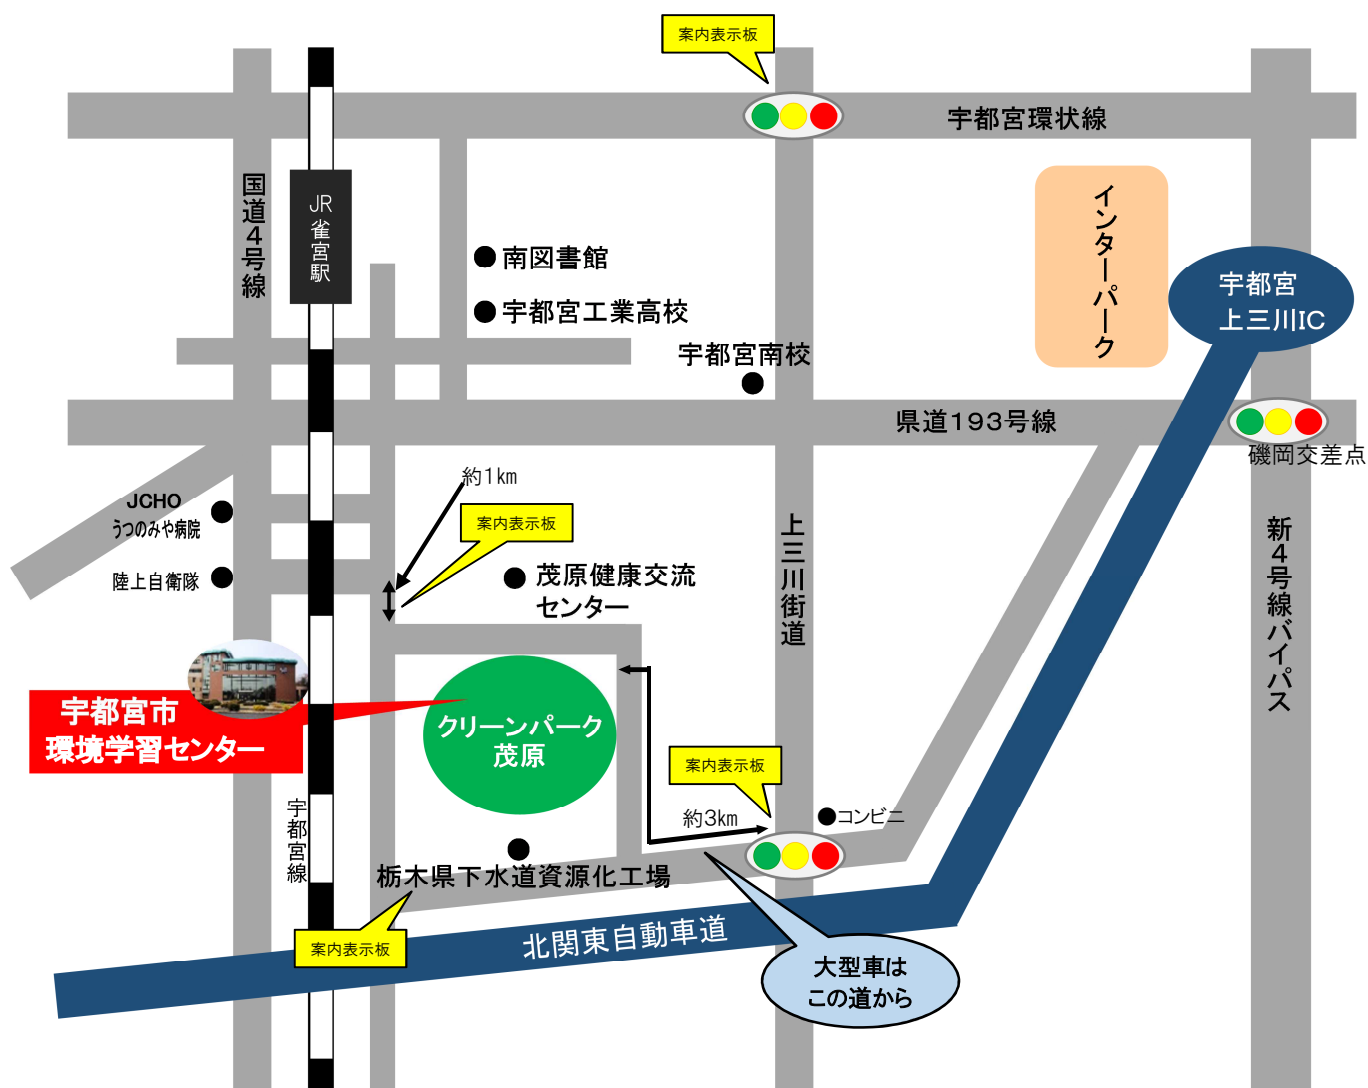 案内表示板
宇都宮環状線
国道4号線
JR
雀宮駅
インターパーク
南図書館
宇都宮工業高校
宇都宮
上三川IC
宇都宮南校
県道193号線
磯岡交差点
約1km
JCHO
うつのみや病院
案内表示板
上三川街道
新4号線バイパス
陸上自衛隊
茂原健康交流
センター
宇都宮市
環境学習センター
クリーンパーク
茂原
案内表示板
宇都宮線
約3km
コンビニ
栃木県下水道資源化工場
案内表示板
北関東自動車道
大型車は
この道から